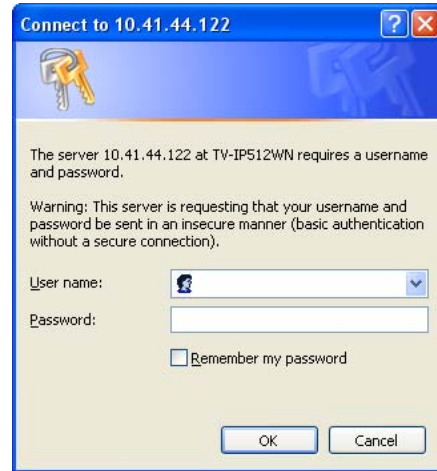 Connect to 10.41.44.122
The server 10.41.44.122 at TV-IP512WN requires a username
and password.
Warning: This server is requesting that your username and
password be sent in an insecure manner (basic authentication
without a secure connection).
User name:
Password:
Remember my password
OK
Cancel